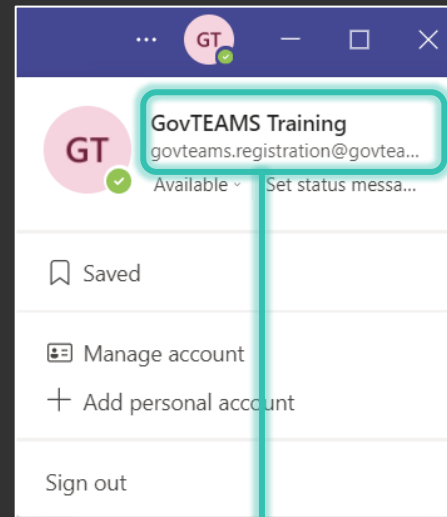 ... GT
GT
GovTEAMS Training
govteams.registration@govtea...
Available Set status messa...
Saved
Manage account
Add personal account
Sign out